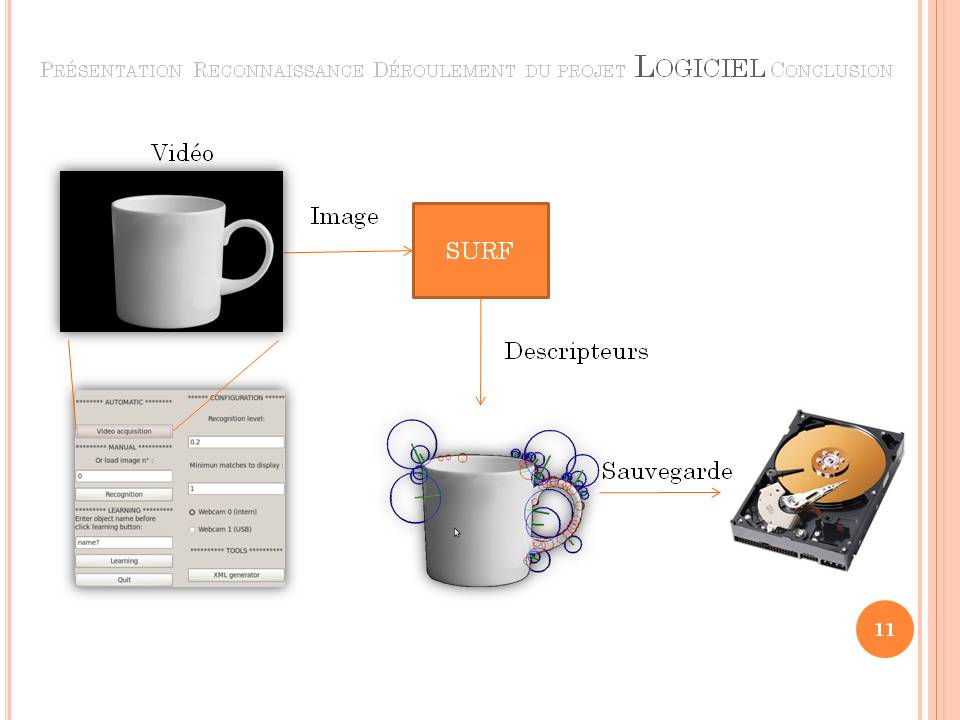 PRÉSENTATION RECONNAISSANCE DÉROULEMENT DU PROJET LOGICIEL CONCLUSION
Vidéo
Image
SURF
Descripteurs
******** AUTOMATIC ********
Video acquisition
********* MANUAL **********
Or load image n° :
0
Recognition
******** LEARNING *********
Enter object name before
click learning button:
name?
Learning
Quit
****** CONFIGURATION ******
Recognition level:
0.2
Minimun matches to display :
1
Webcam 0 (intern)
Webcam 1 (USB)
********** TOOLS **********
XML generator
Sauvegarde
11